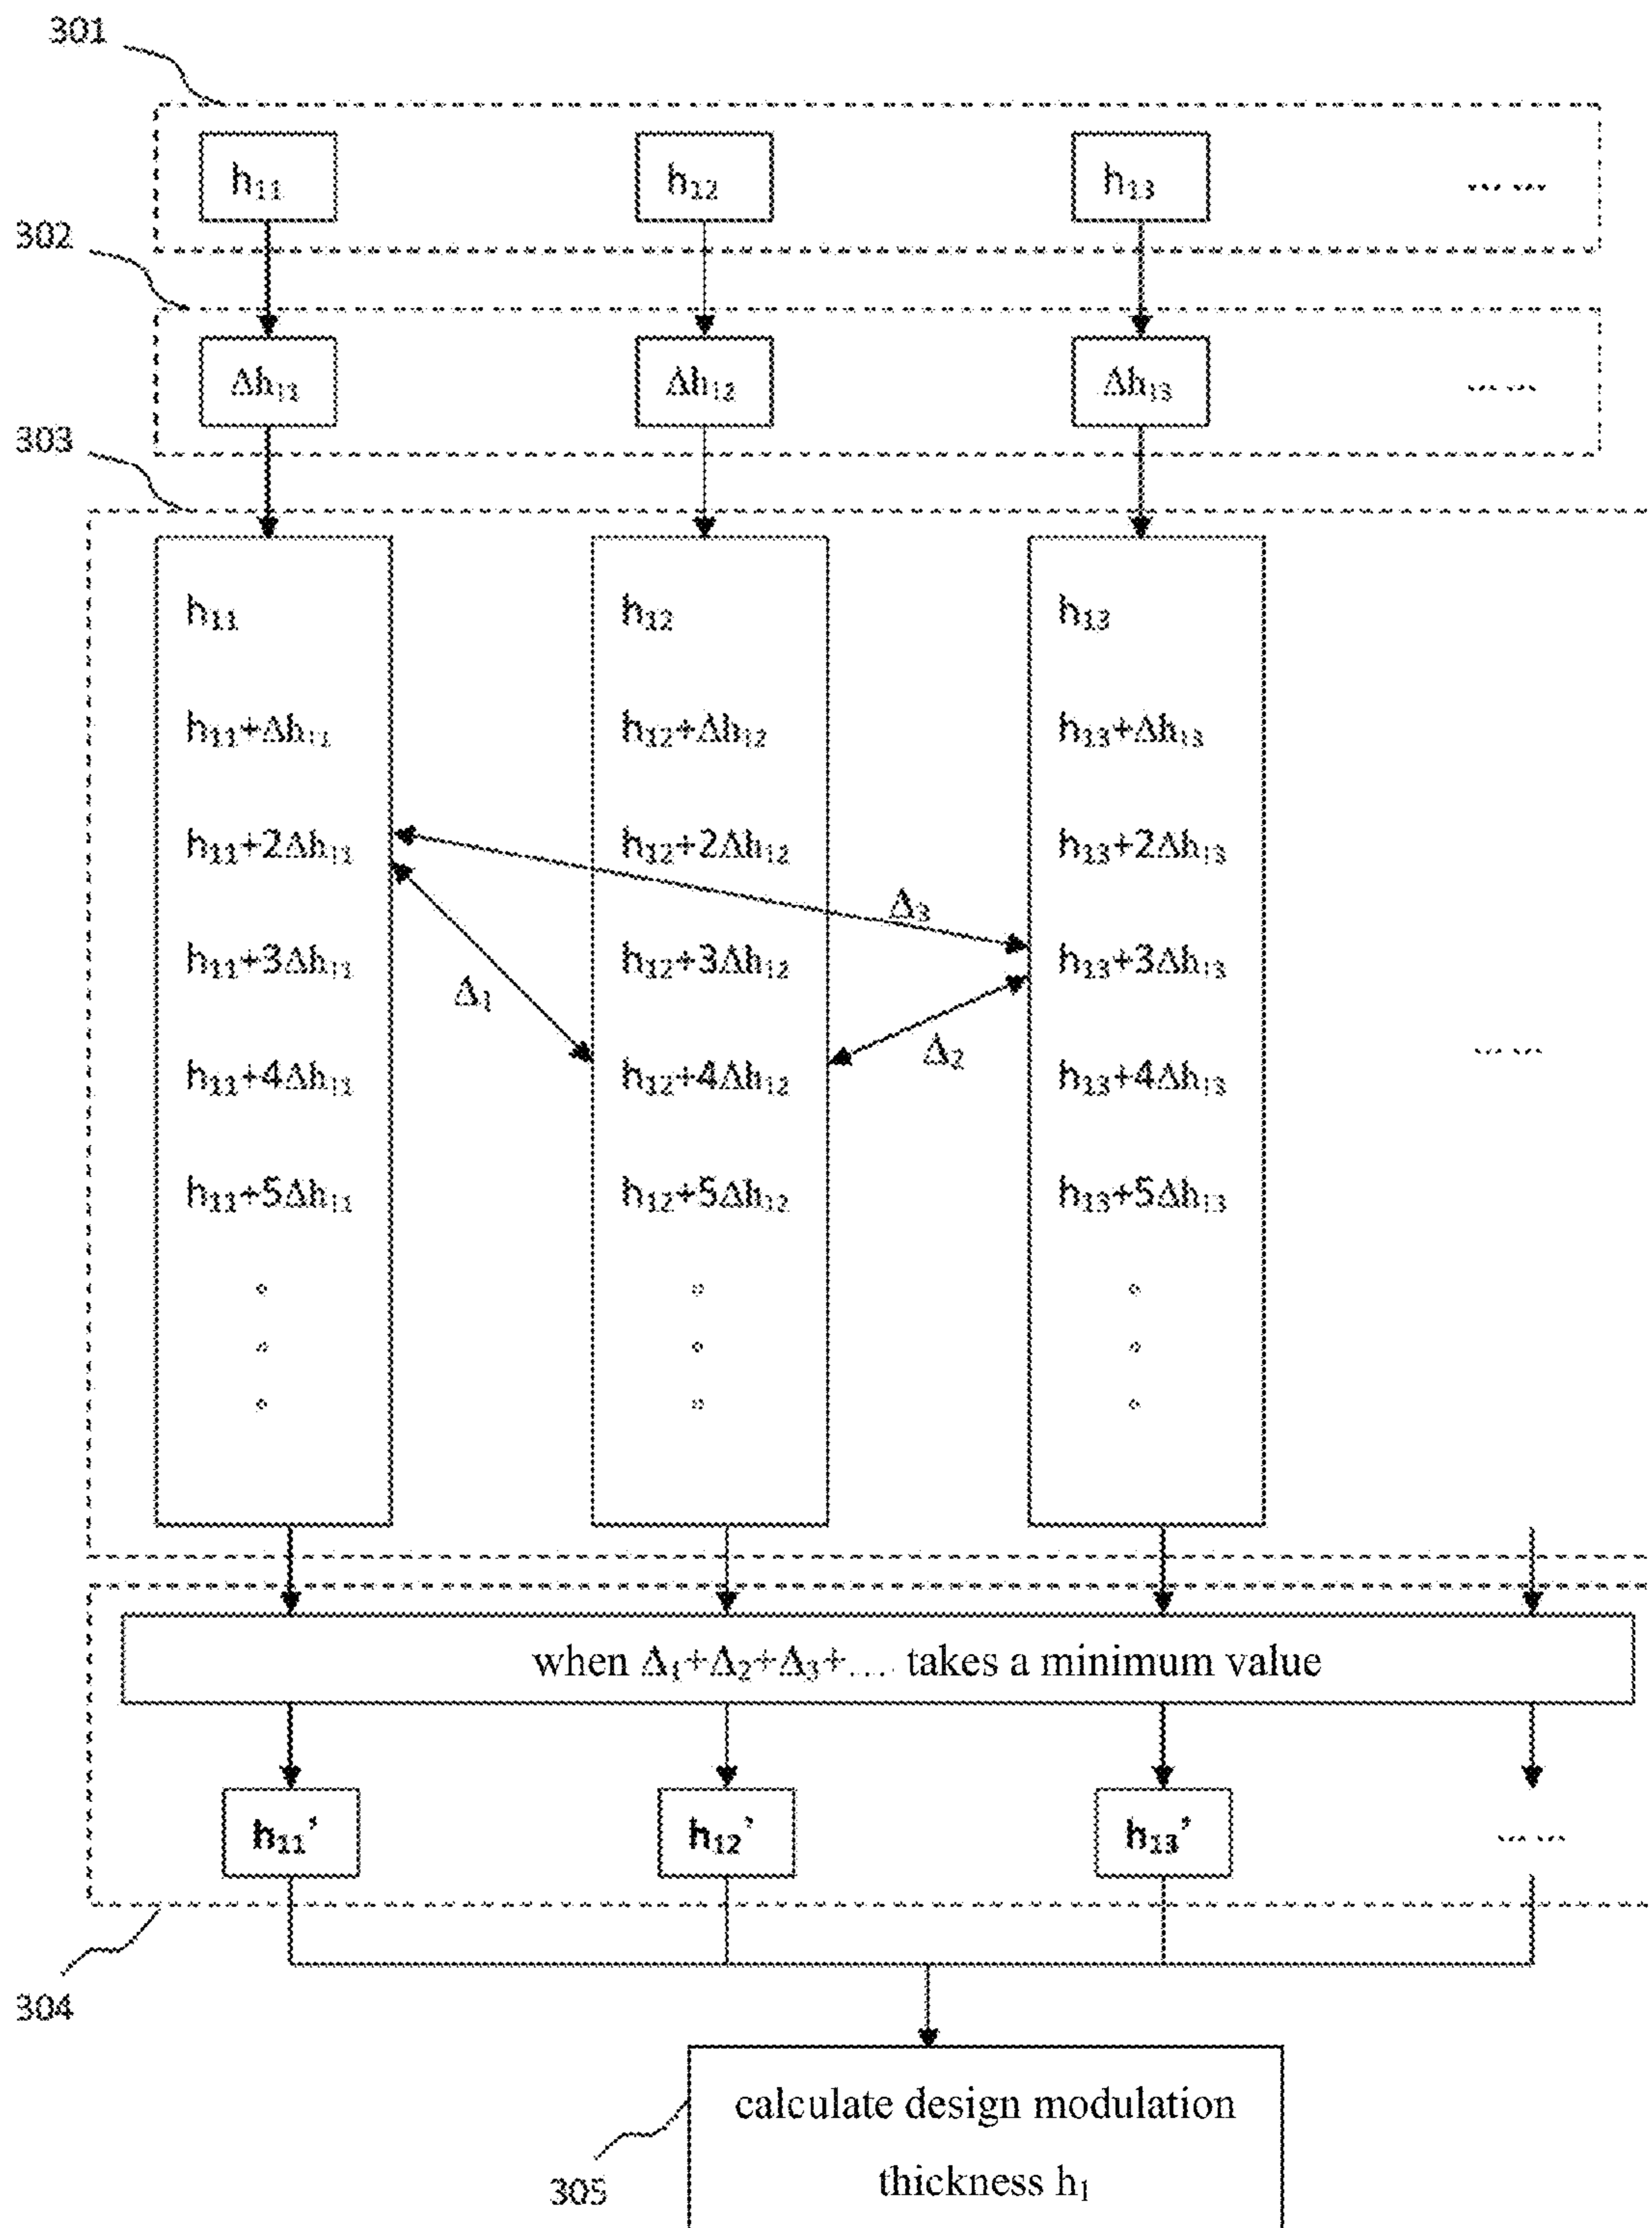 301
h₁₁ h₁₂ h₁₃ ... ...
302
Δh₁₁ Δh₁₂ Δh₁₃ ... ...
303
h₁₁ h₁₂ h₁₃
h₁₁+Δh₁₁ h₁₂+Δh₁₂ h₁₃+Δh₁₃
h₁₁+2Δh₁₁ h₁₂+2Δh₁₂ h₁₃+2Δh₁₃
Δ₃
h₁₁+3Δh₁₁ h₁₂+3Δh₁₂ h₁₃+3Δh₁₃
Δ₁
Δ₂ ... ...
h₁₁+4Δh₁₁ h₁₂+4Δh₁₂ h₁₃+4Δh₁₃
h₁₁+5Δh₁₁ h₁₂+5Δh₁₂ h₁₃+5Δh₁₃
when Δ₁+Δ₂+Δ₃+.... takes a minimum value
h₁₁’ h₁₂’ h₁₃’ ... ...
304
calculate design modulation
thickness h₁
305